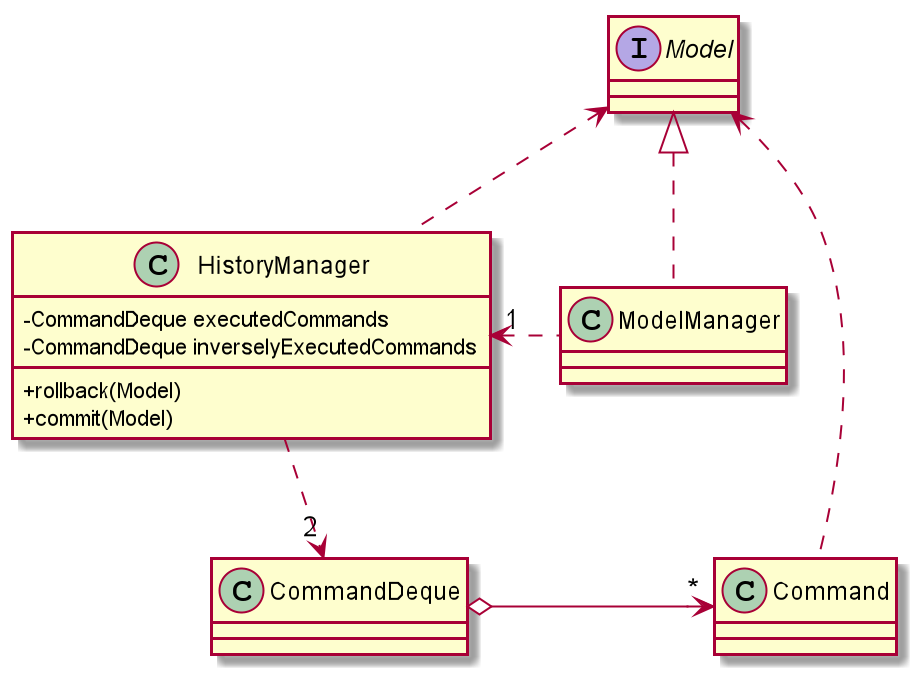 I Model
C HistoryManager
-CommandDeque executedCommands
-CommandDeque inverselyExecutedCommands
+rollback(Model)
+commit(Model)
1
C ModelManager
2
C CommandDeque
*
C Command